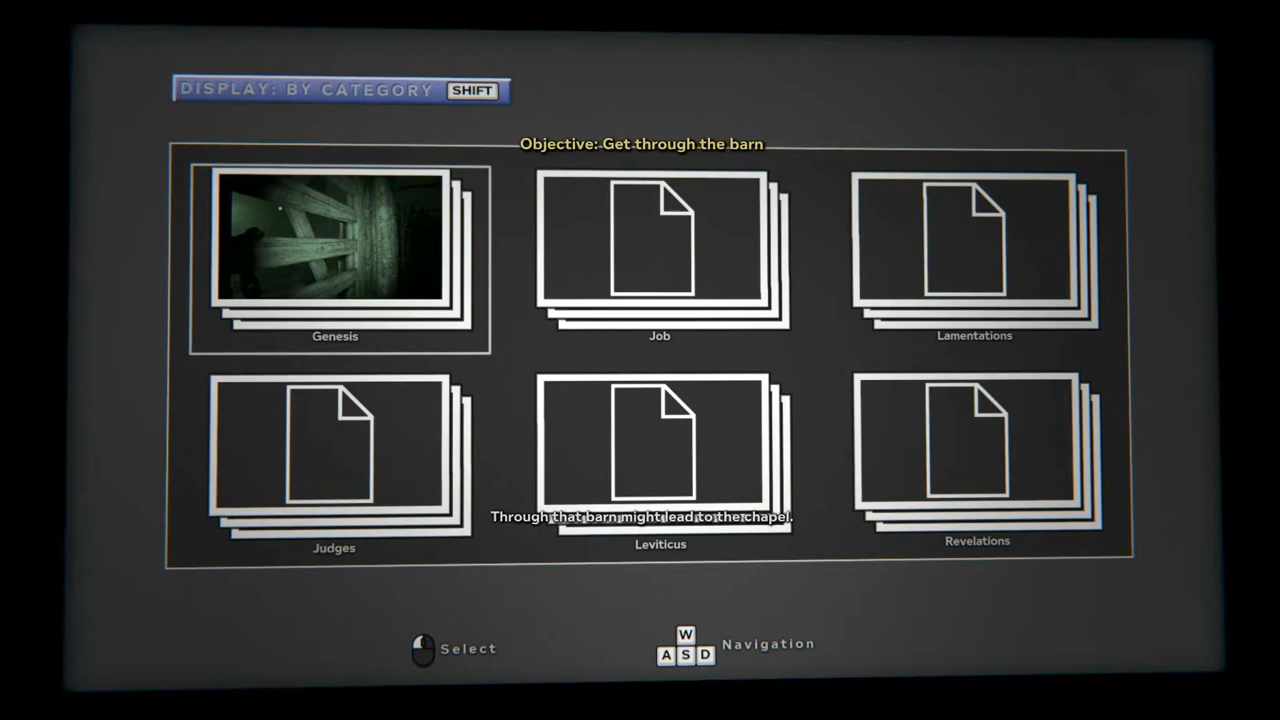 DISPLAY: BY CATEGORY SHIFT
Objective: Get through the barn
Genesis
Job
Lamentations
Through that barn might lead to the chapel.
Judges
Leviticus
Revelations
Select
W
A S D
Navigation